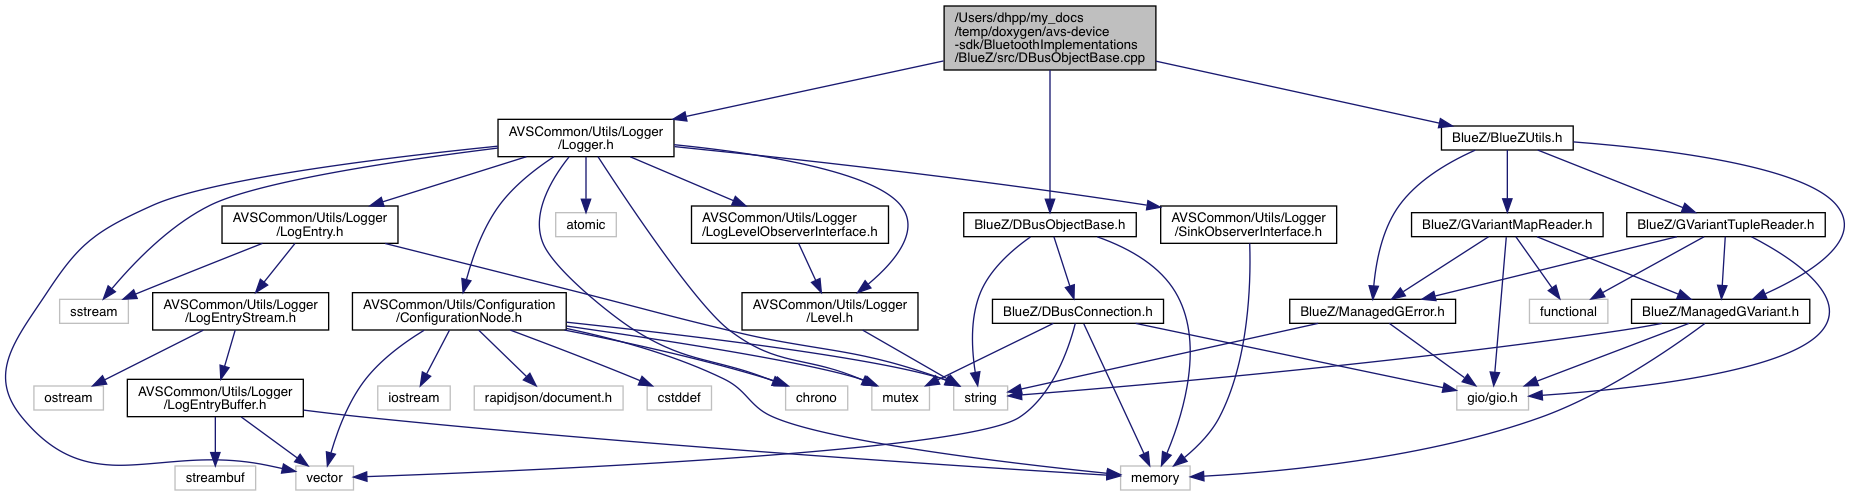 /Users/dhpp/my_docs
/temp/doxygen/avs-device
-sdk/BluetoothImplementations
/BlueZ/src/DBusObjectBase.cpp
AVSCommon/Utils/Logger
/Logger.h
BlueZ/BlueZUtils.h
AVSCommon/Utils/Logger
/LogEntry.h
atomic
AVSCommon/Utils/Logger
/LogLevelObserverInterface.h
BlueZ/DBusObjectBase.h
AVSCommon/Utils/Logger
/SinkObserverInterface.h
BlueZ/GVariantMapReader.h
BlueZ/GVariantTupleReader.h
sstream
AVSCommon/Utils/Logger
/LogEntryStream.h
AVSCommon/Utils/Configuration
/ConfigurationNode.h
AVSCommon/Utils/Logger
/Level.h
BlueZ/DBusConnection.h
BlueZ/ManagedGError.h
functional
BlueZ/ManagedGVariant.h
ostream
AVSCommon/Utils/Logger
/LogEntryBuffer.h
iostream
rapidjson/document.h
cstddef
chrono
mutex
string
gio/gio.h
streambuf
vector
memory